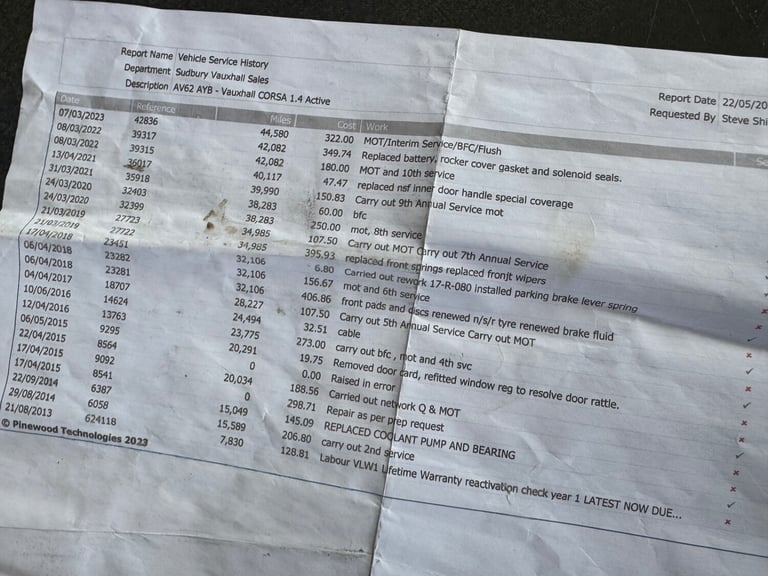 Report Name Vehicle Service History
Department Sudbury Vauxhall Sales
Description AV62 AYB - Vauxhall CORSA 1.4 Active
Report Date 22/05/20
Requested By Steve Shi
Date Reference Miles Cost Work Se
07/03/2023 42836 44,580 322.00 MOT/Interim Service/BFC/Flush
08/03/2022 39317 42,082 349.74 Replaced battery, rocker cover gasket and solenoid seals.
08/03/2022 39315 42,082 180.00 MOT and 10th service
13/04/2021 36017 40,117 47.47 replaced nsf inner door handle special coverage
31/03/2021 35918 39,990 150.83 Carry out 9th Annual Service mot
24/03/2020 32403 38,283 60.00 bfc
24/03/2020 32399 38,283 250.00 mot, 8th service
21/03/2019 27723 34,985 107.50 Carry out MOT Carry out 7th Annual Service
21/03/2019 27722 34,985 395.93 replaced front springs replaced fronjt wipers
17/04/2018 23451 32,106 6.80 Carried out rework 17-R-080 installed parking brake lever spring
06/04/2018 23282 32,106 156.67 mot and 6th service
06/04/2018 23281 32,106 406.86 front pads and discs renewed n/s/r tyre renewed brake fluid
04/04/2017 18707 28,227 107.50 Carry out 5th Annual Service Carry out MOT
10/06/2016 14624 24,494 32.51 cable
12/04/2016 13763 23,775 273.00 carry out bfc , mot and 4th svc
06/05/2015 9295 20,291 19.75 Removed door card, refitted window reg to resolve door rattle.
22/04/2015 8564 0 0.00 Raised in error
17/04/2015 9092 20,034 188.56 Carried out network Q & MOT
17/04/2015 8541 0 298.71 Repair as per prep request
22/09/2014 6387 15,049 145.09 REPLACED COOLANT PUMP AND BEARING
29/08/2014 6058 15,589 206.80 carry out 2nd service
21/08/2013 624118 7,830 128.81 Labour VLW1 Lifetime Warranty reactivation check year 1 LATEST NOW DUE...
© Pinewood Technologies 2023